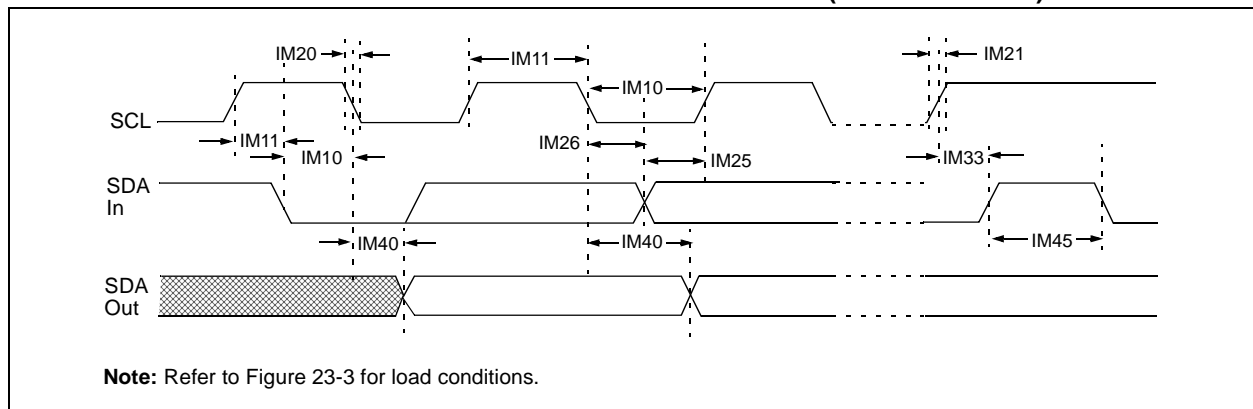 IM20
IM11
IM21
IM10
SCL
IM11
IM10
IM26
IM25
IM33
SDA
In
IM40
IM40
IM45
SDA
Out
Note: Refer to Figure 23-3 for load conditions.